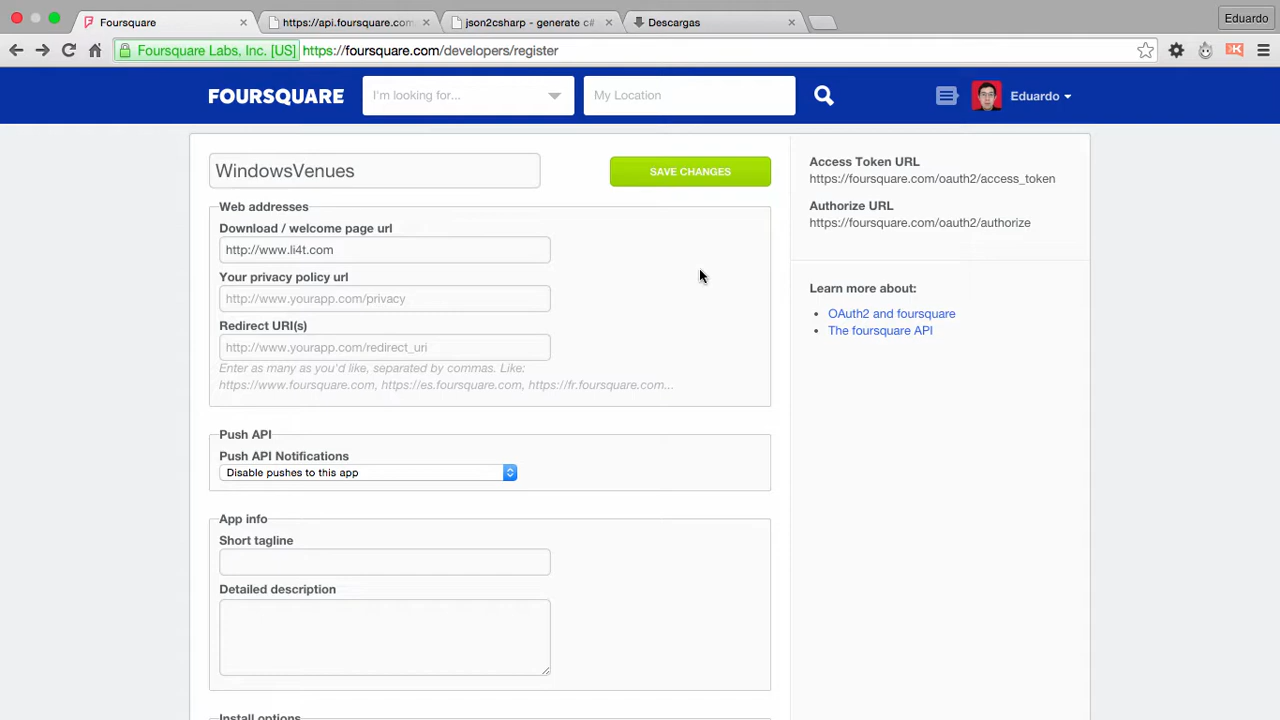 Foursquare
https://api.foursquare.com
json2csharp - generate c#
Descargas
Eduardo
Foursquare Labs, Inc. [US] https://foursquare.com/developers/register
FOURSQUARE
I'm looking for...
My Location
Eduardo
WindowsVenues
SAVE CHANGES
Web addresses
Download / welcome page url
http://www.li4t.com
Your privacy policy url
http://www.yourapp.com/privacy
Redirect URI(s)
http://www.yourapp.com/redirect_uri
Enter as many as you'd like, separated by commas. Like:
https://www.foursquare.com, https://es.foursquare.com, https://fr.foursquare.com...
Push API
Push API Notifications
Disable pushes to this app
App info
Short tagline
Detailed description
Install options
Access Token URL
https://foursquare.com/oauth2/access_token
Authorize URL
https://foursquare.com/oauth2/authorize
Learn more about:
• OAuth2 and foursquare
• The foursquare API